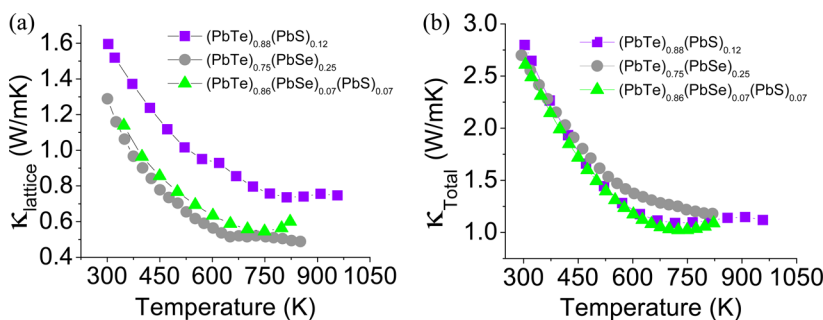 (a)
1.6
1.4
1.2
1.0
0.8
0.6
0.4
κlattice (W/mK)
(PbTe)0.88(PbS)0.12
(PbTe)0.75(PbSe)0.25
(PbTe)0.86(PbSe)0.07(PbS)0.07
300 450 600 750 900 1050
Temperature (K)
(b)
3.0
2.5
2.0
1.5
1.0
κTotal (W/mK)
(PbTe)0.88(PbS)0.12
(PbTe)0.75(PbSe)0.25
(PbTe)0.86(PbSe)0.07(PbS)0.07
300 450 600 750 900 1050
Temperature (K)